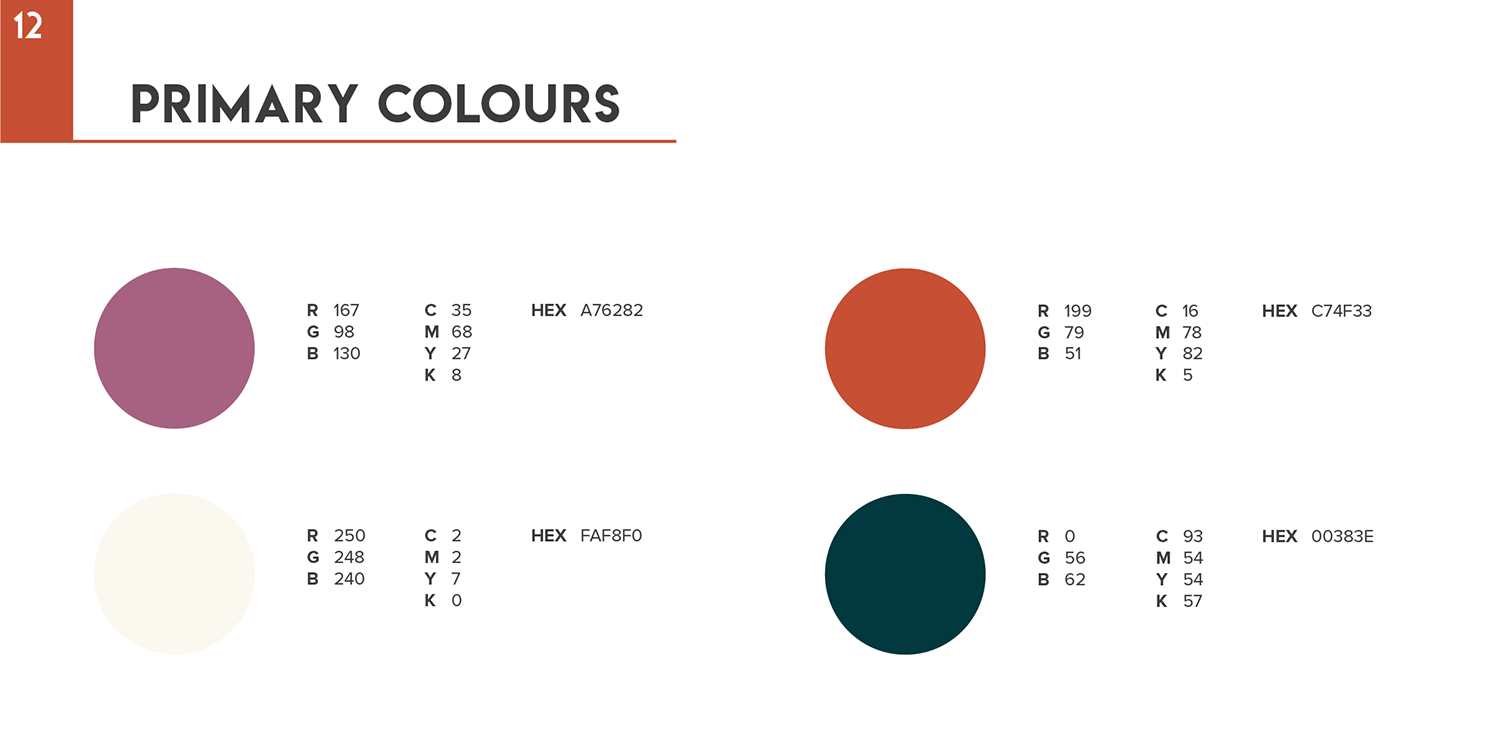 12
PRIMARY COLOURS
R 167 C 35 HEX A76282
G 98 M 68
B 130 Y 27
K 8
R 199 C 16 HEX C74F33
G 79 M 78
B 51 Y 82
K 5
R 250 C 2 HEX FAF8F0
G 248 M 2
B 240 Y 7
K 0
R 0 C 93 HEX 00383E
G 56 M 54
B 62 Y 54
K 57